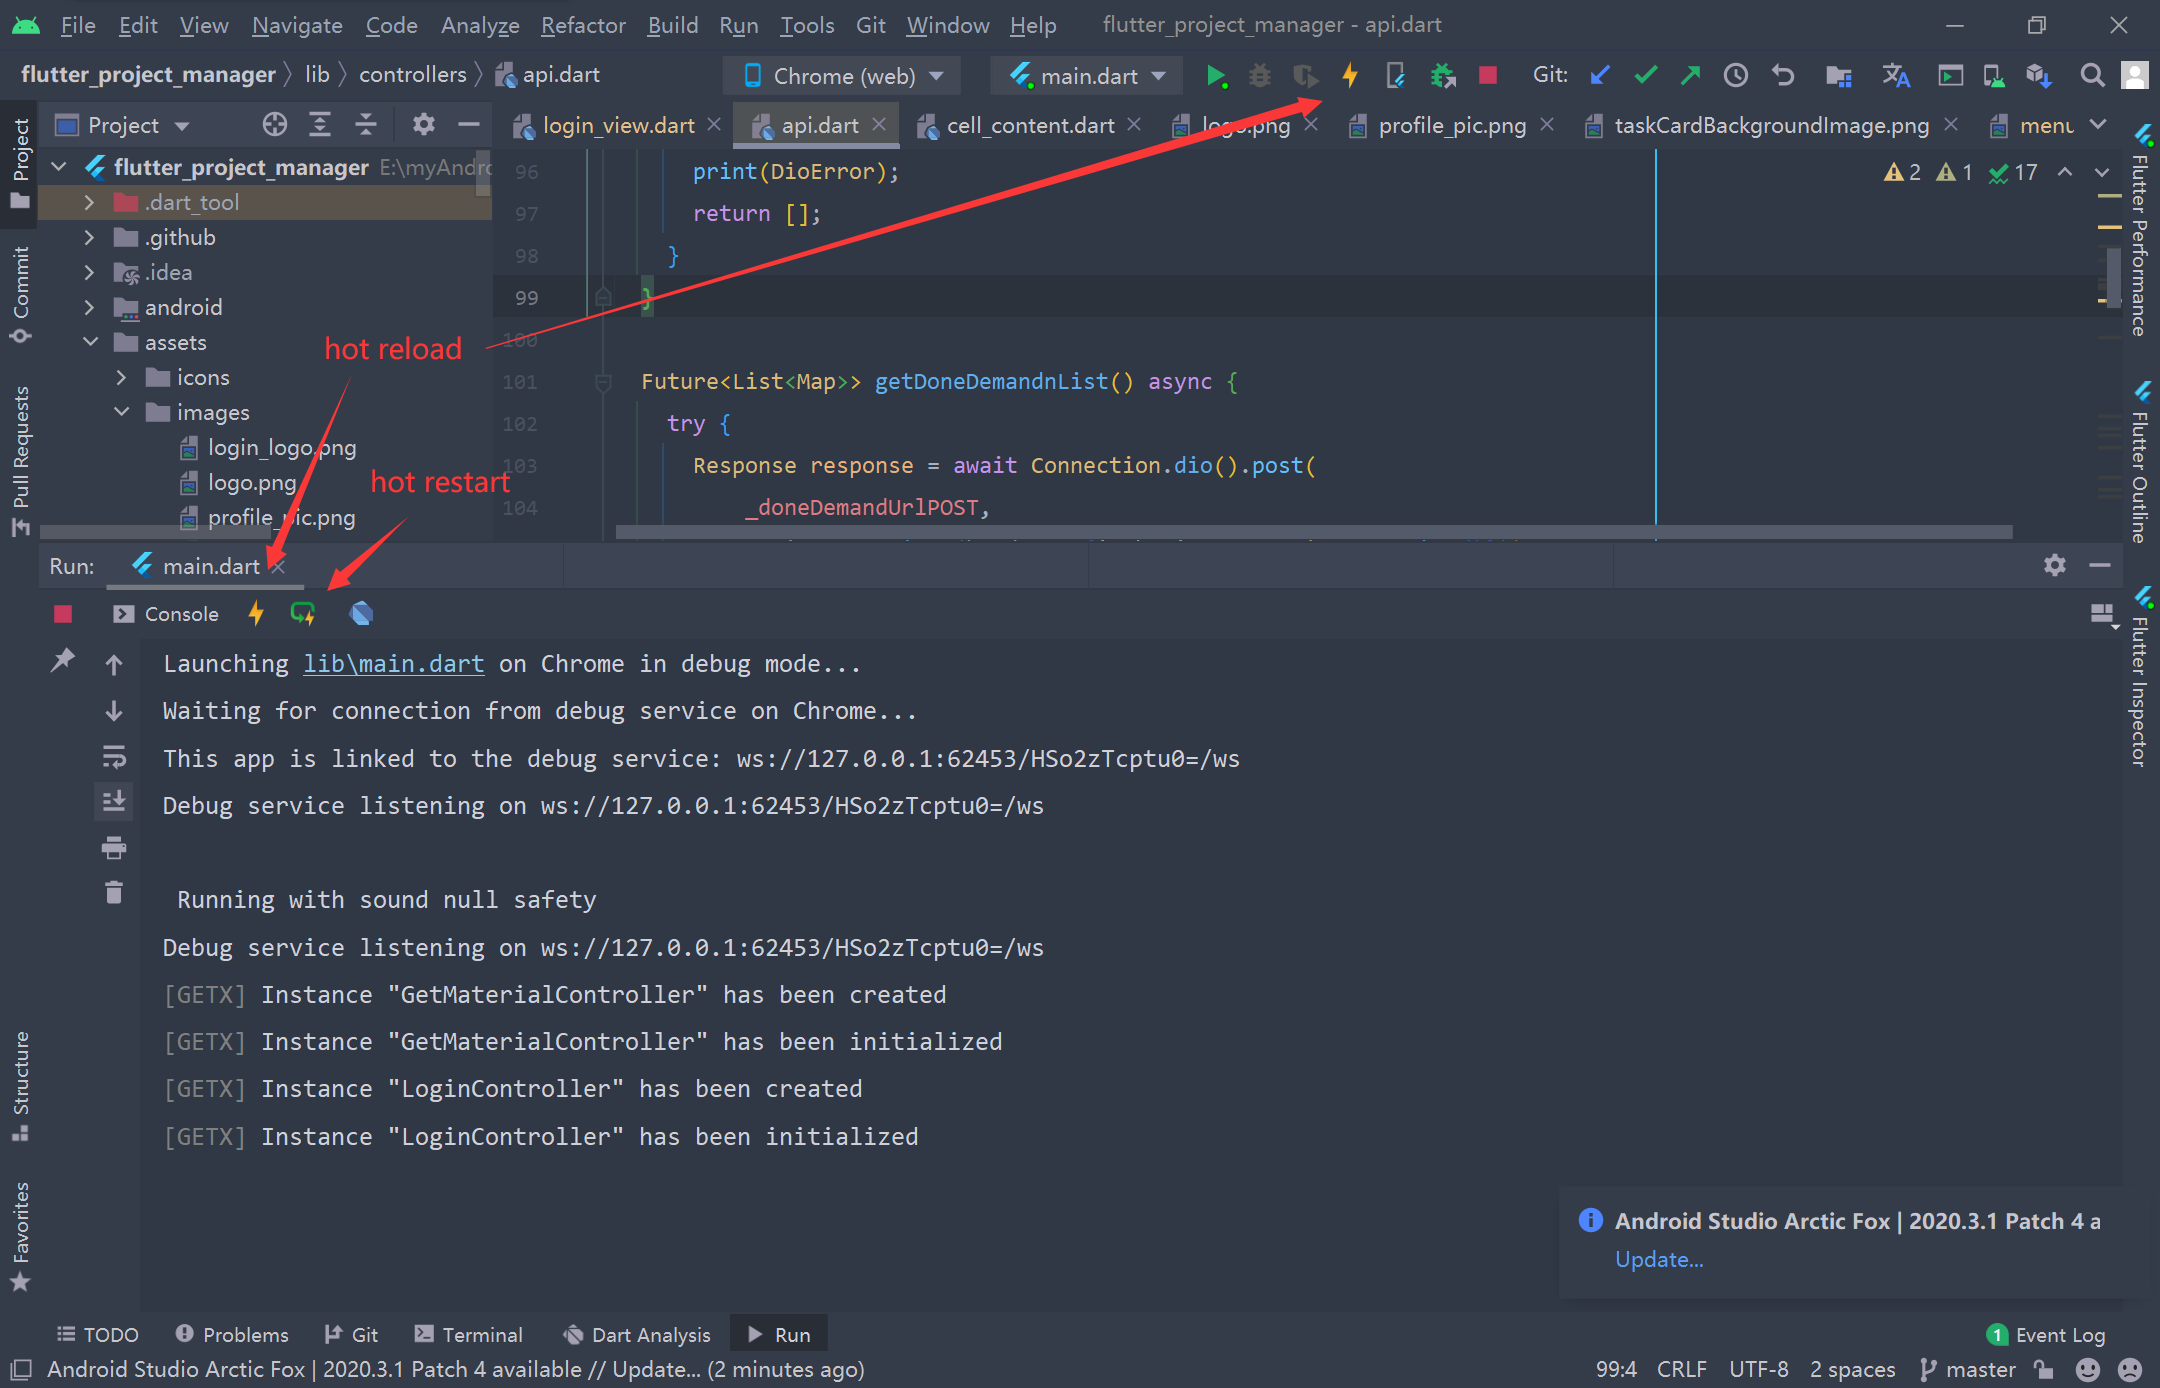 File Edit View Navigate Code Analyze Refactor Build Run Tools Git Window Help flutter_project_manager - api.dart
flutter_project_manager lib controllers api.dart Chrome (web) main.dart Git:
Project
login_view.dart api.dart cell_content.dart logo.png profile_pic.png taskCardBackgroundImage.png menu
flutter_project_manager E:\myAndro
.dart_tool
.github
.idea
android
assets
icons
images
login_logo.png
logo.png
profile_pic.png
hot reload
hot restart
96 print(DioError);
97 return [];
98 }
99 }
100
101 Future<List<Map>> getDoneDemandnList() async {
102 try {
103 Response response = await Connection.dio().post(
104 _doneDemandUrlPOST,
2 1 17
Project
Commit
Pull Requests
Structure
Favorites
Flutter Performance
Flutter Outline
Flutter Inspector
Run: main.dart
Console
Launching lib\main.dart on Chrome in debug mode...
Waiting for connection from debug service on Chrome...
This app is linked to the debug service: ws://127.0.0.1:62453/HSo2zTcptu0=/ws
Debug service listening on ws://127.0.0.1:62453/HSo2zTcptu0=/ws
Running with sound null safety
Debug service listening on ws://127.0.0.1:62453/HSo2zTcptu0=/ws
[GETX] Instance "GetMaterialController" has been created
[GETX] Instance "GetMaterialController" has been initialized
[GETX] Instance "LoginController" has been created
[GETX] Instance "LoginController" has been initialized
Android Studio Arctic Fox | 2020.3.1 Patch 4 a
Update...
TODO Problems Git Terminal Dart Analysis Run 1 Event Log
Android Studio Arctic Fox | 2020.3.1 Patch 4 available // Update... (2 minutes ago) 99:4 CRLF UTF-8 2 spaces master